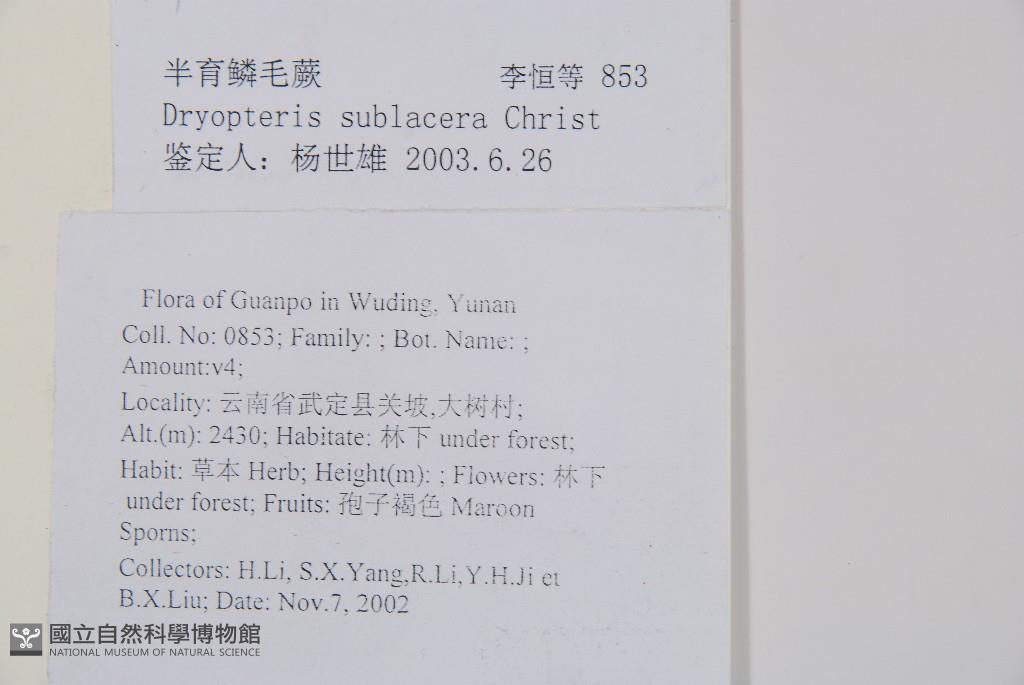 半育鳞毛蕨 李恒等 853
Dryopteris sublacera Christ
鉴定人: 杨世雄 2003.6.26
Flora of Guanpo in Wuding, Yunan
Coll. No: 0853; Family: ; Bot. Name: ;
Amount:v4;
Locality: 云南省武定县关坡,大树村;
Alt.(m): 2430; Habitate: 林下 under forest;
Habit: 草本 Herb; Height(m): ; Flowers: 林下
under forest; Fruits: 孢子褐色 Maroon
Sporns;
Collectors: H.Li, S.X.Yang,R.Li,Y.H.Ji et
B.X.Liu; Date: Nov.7, 2002
國立自然科學博物館
NATIONAL MUSEUM OF NATURAL SCIENCE